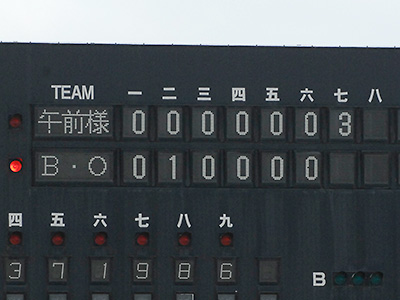 TEAM 一 二 三 四 五 六 七 八
午前様 0 0 0 0 0 0 3
B・O 0 1 0 0 0 0
四 五 六 七 八 九
3 7 1 9 8 6
B